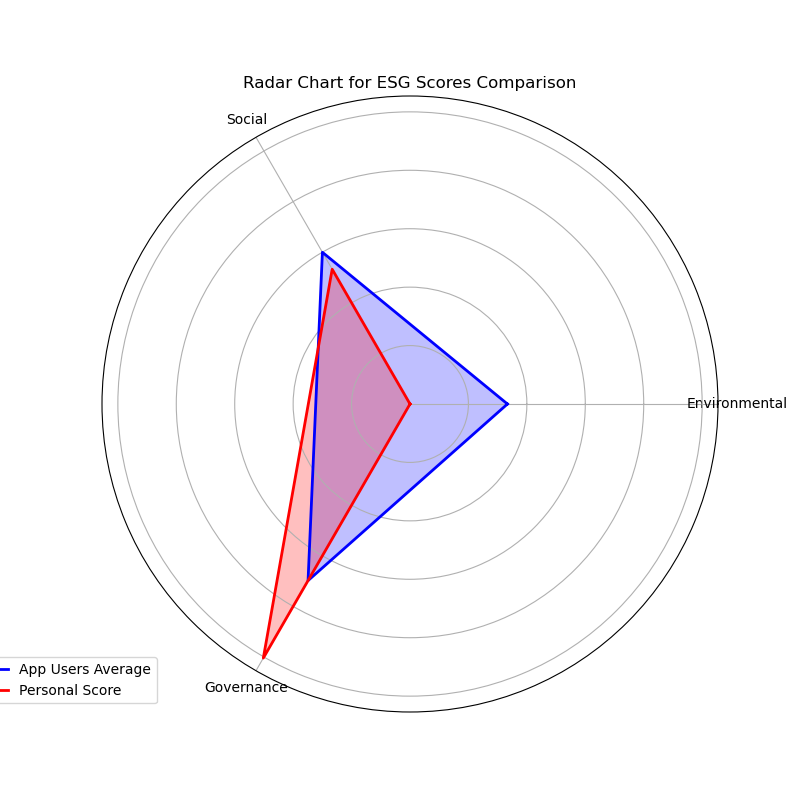 Radar Chart for ESG Scores Comparison
Social
Environmental
Governance
App Users Average
Personal Score